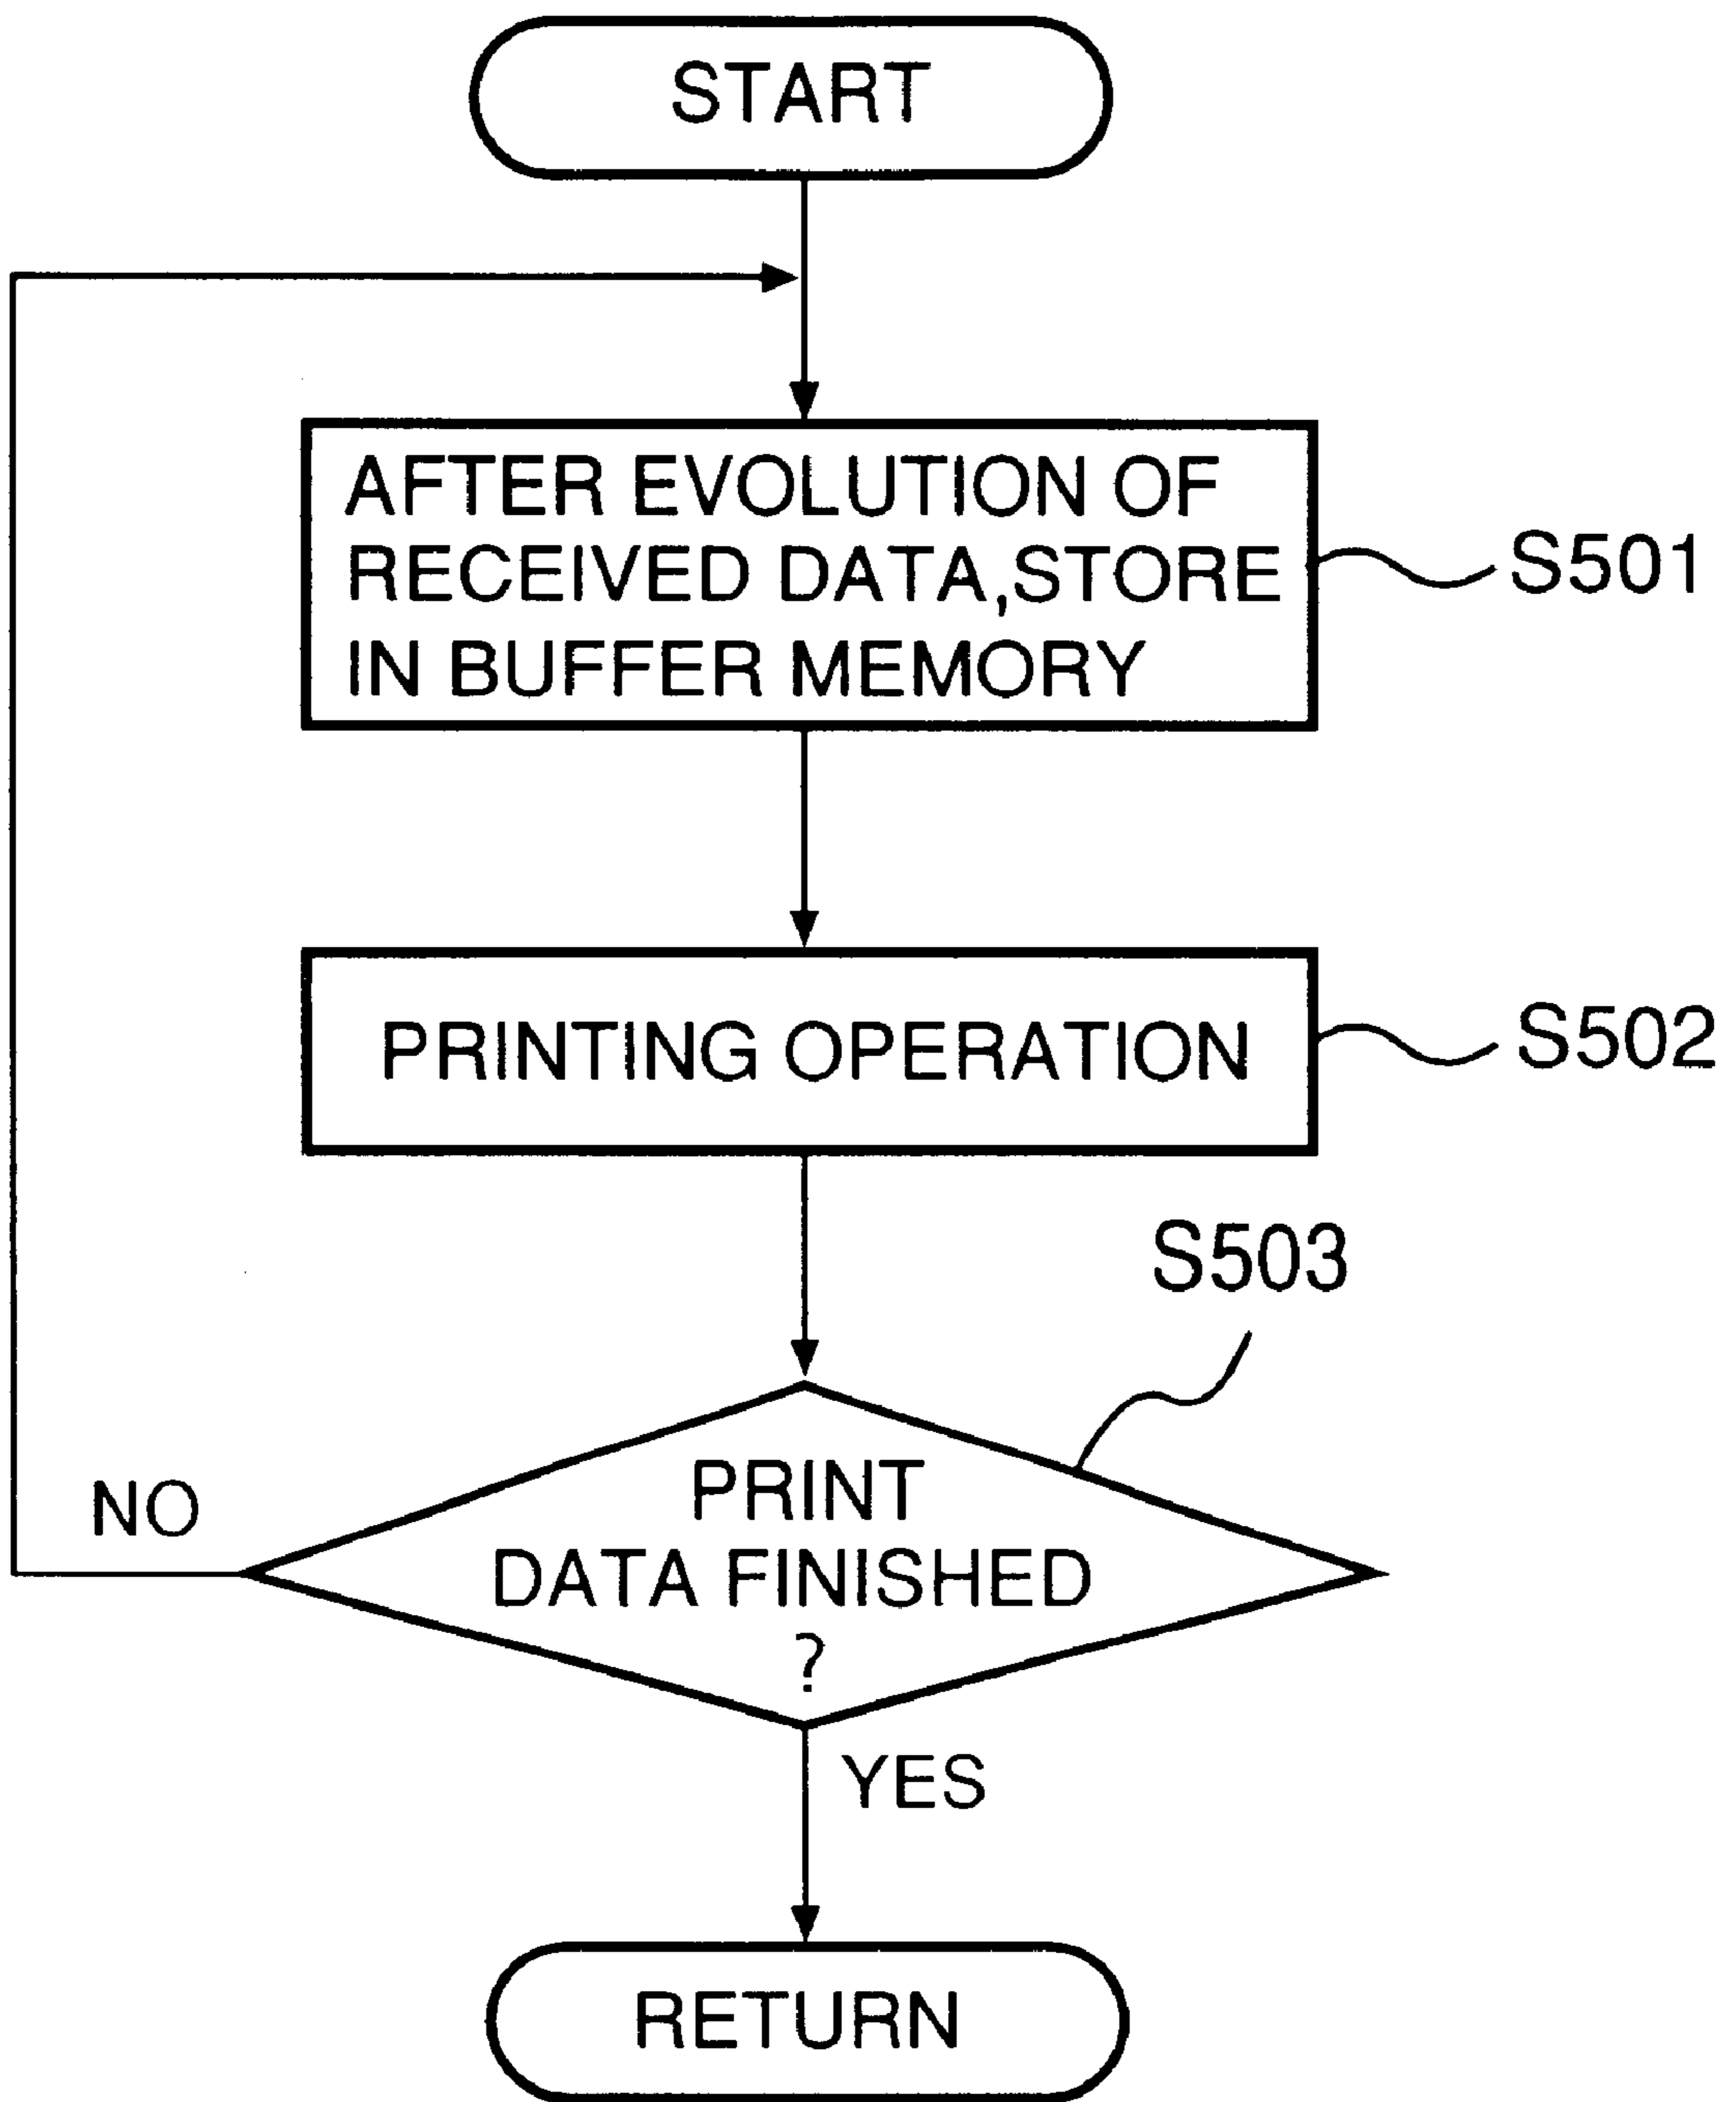 START
AFTER EVOLUTION OF
RECEIVED DATA,STORE
IN BUFFER MEMORY
S501
PRINTING OPERATION
S502
S503
PRINT
DATA FINISHED
?
NO
YES
RETURN